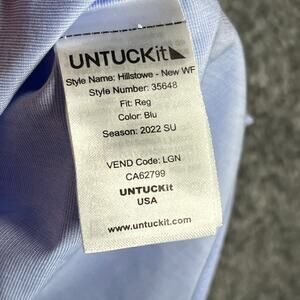 UNTUCKit
Style Name: Hillstowe - New WF
Style Number: 35648
Fit: Reg
Color: Blu
Season: 2022 SU
VEND Code: LGN
CA62799
UNTUCKit
USA
www.untuckit.com